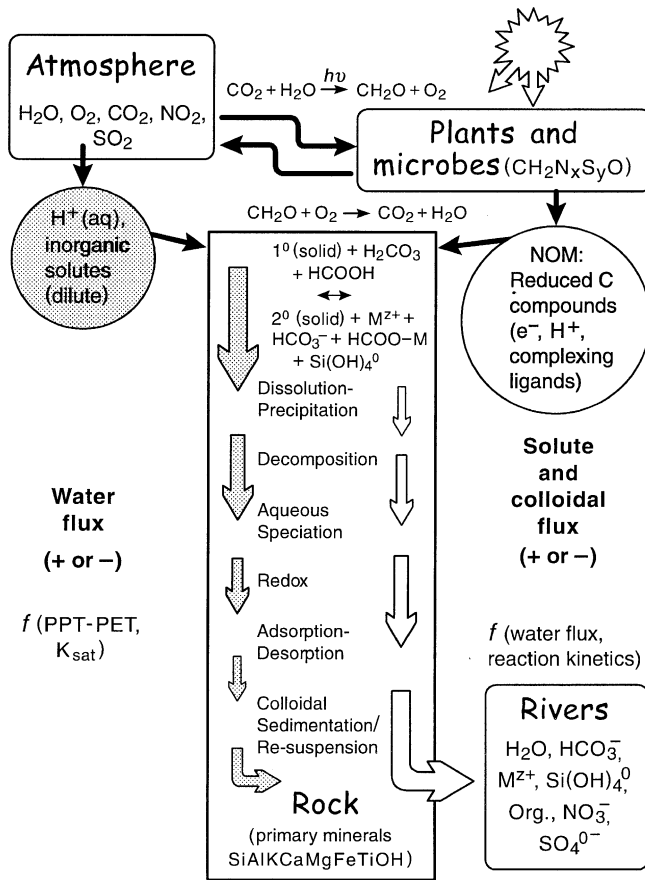 Atmosphere
H₂O, O₂, CO₂, NO₂,
SO₂
hυ
CO₂ + H₂O → CH₂O + O₂
Plants and
microbes (CH₂NₓSᵧO)
H⁺ (aq),
inorganic
solutes
(dilute)
CH₂O + O₂ → CO₂ + H₂O
NOM:
Reduced C
compounds
(e⁻, H⁺,
complexing
ligands)
1⁰ (solid) + H₂CO₃
+ HCOOH
↔
2⁰ (solid) + Mᶻ⁺ +
HCO₃⁻ + HCOO–M
+ Si(OH)₄⁰
Dissolution-
Precipitation
Decomposition
Aqueous
Speciation
Redox
Adsorption-
Desorption
Colloidal
Sedimentation/
Re-suspension
Rock
(primary minerals
SiAlKCaMgFeTiOH)
Water
flux
(+ or –)
f (PPT-PET,
Kₛₐₜ)
Solute
and
colloidal
flux
(+ or –)
f (water flux,
reaction kinetics)
Rivers
H₂O, HCO₃⁻,
Mᶻ⁺, Si(OH)₄⁰,
Org., NO₃⁻,
SO₄⁰⁻